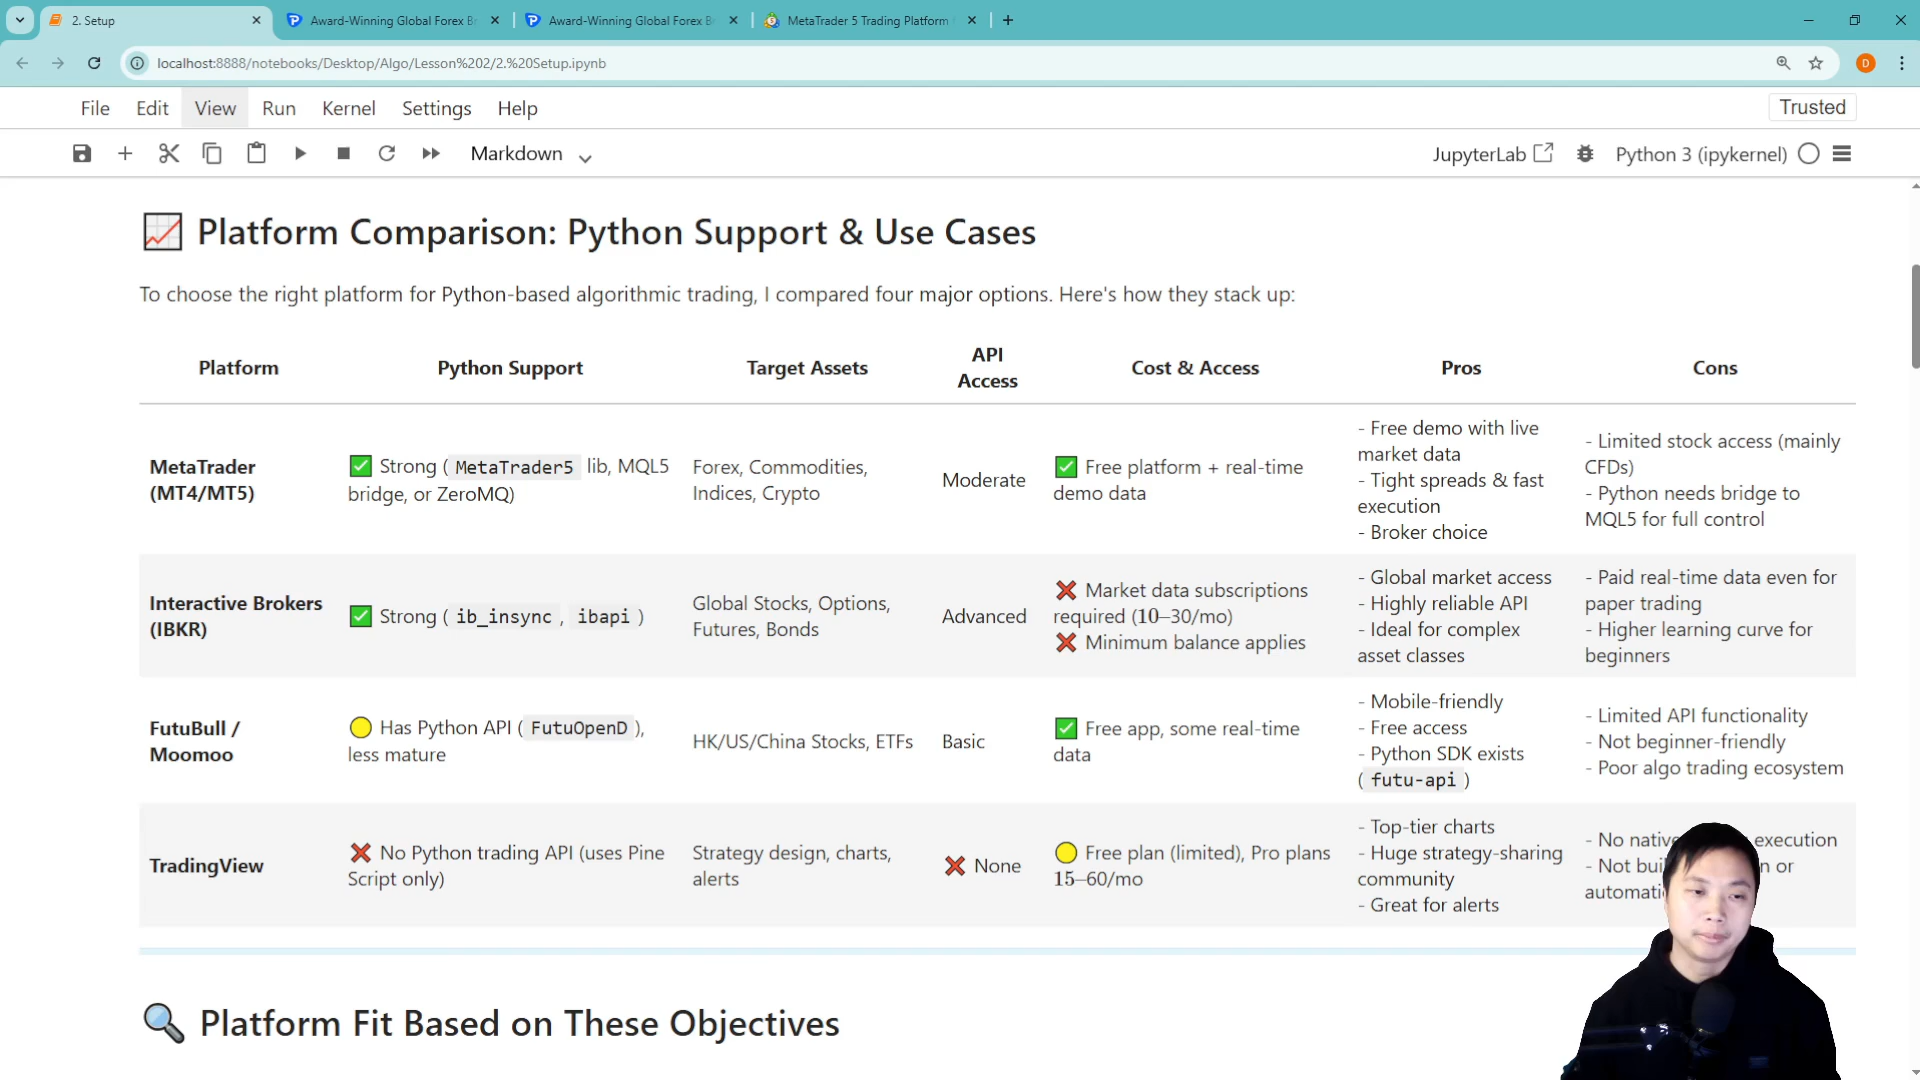 2. Setup
Award-Winning Global Forex B
Award-Winning Global Forex B
MetaTrader 5 Trading Platform
localhost:8888/notebooks/Desktop/Algo/Lesson%202/2.%20Setup.ipynb
D
File Edit View Run Kernel Settings Help
Trusted
Markdown
JupyterLab
Python 3 (ipykernel)
Platform Comparison: Python Support & Use Cases
To choose the right platform for Python-based algorithmic trading, I compared four major options. Here's how they stack up:
Platform
Python Support
Target Assets
API
Access
Cost & Access
Pros
Cons
MetaTrader
(MT4/MT5)
Strong ( MetaTrader5 lib, MQL5
bridge, or ZeroMQ)
Forex, Commodities,
Indices, Crypto
Moderate
Free platform + real-time
demo data
- Free demo with live
market data
- Tight spreads & fast
execution
- Broker choice
- Limited stock access (mainly
CFDs)
- Python needs bridge to
MQL5 for full control
Interactive Brokers
(IBKR)
Strong ( ib_insync , ibapi )
Global Stocks, Options,
Futures, Bonds
Advanced
Market data subscriptions
required (10–30/mo)
Minimum balance applies
- Global market access
- Highly reliable API
- Ideal for complex
asset classes
- Paid real-time data even for
paper trading
- Higher learning curve for
beginners
FutuBull /
Moomoo
Has Python API ( FutuOpenD ),
less mature
HK/US/China Stocks, ETFs
Basic
Free app, some real-time
data
- Mobile-friendly
- Free access
- Python SDK exists
( futu-api )
- Limited API functionality
- Not beginner-friendly
- Poor algo trading ecosystem
TradingView
No Python trading API (uses Pine
Script only)
Strategy design, charts,
alerts
None
Free plan (limited), Pro plans
15–60/mo
- Top-tier charts
- Huge strategy-sharing
community
- Great for alerts
- No native execution
- Not or
Platform Fit Based on These Objectives